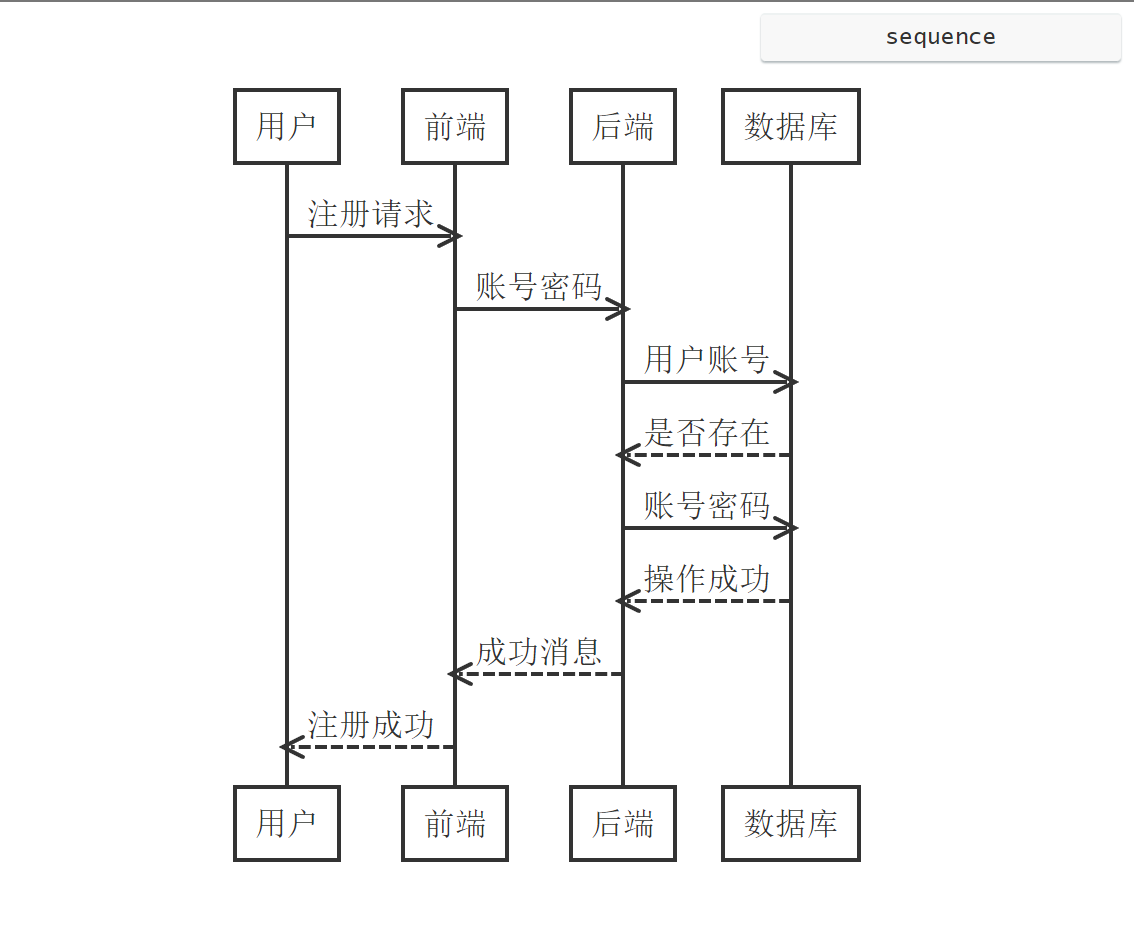 sequence
用户 前端 后端 数据库
注册请求
账号密码
用户账号
是否存在
账号密码
操作成功
成功消息
注册成功
用户 前端 后端 数据库